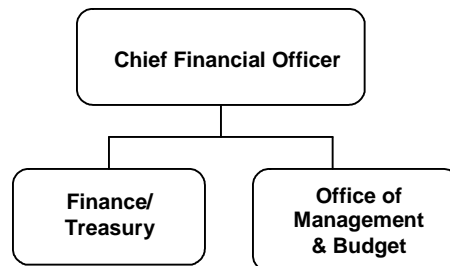 Chief Financial Officer
Finance/
Treasury
Office of
Management
& Budget